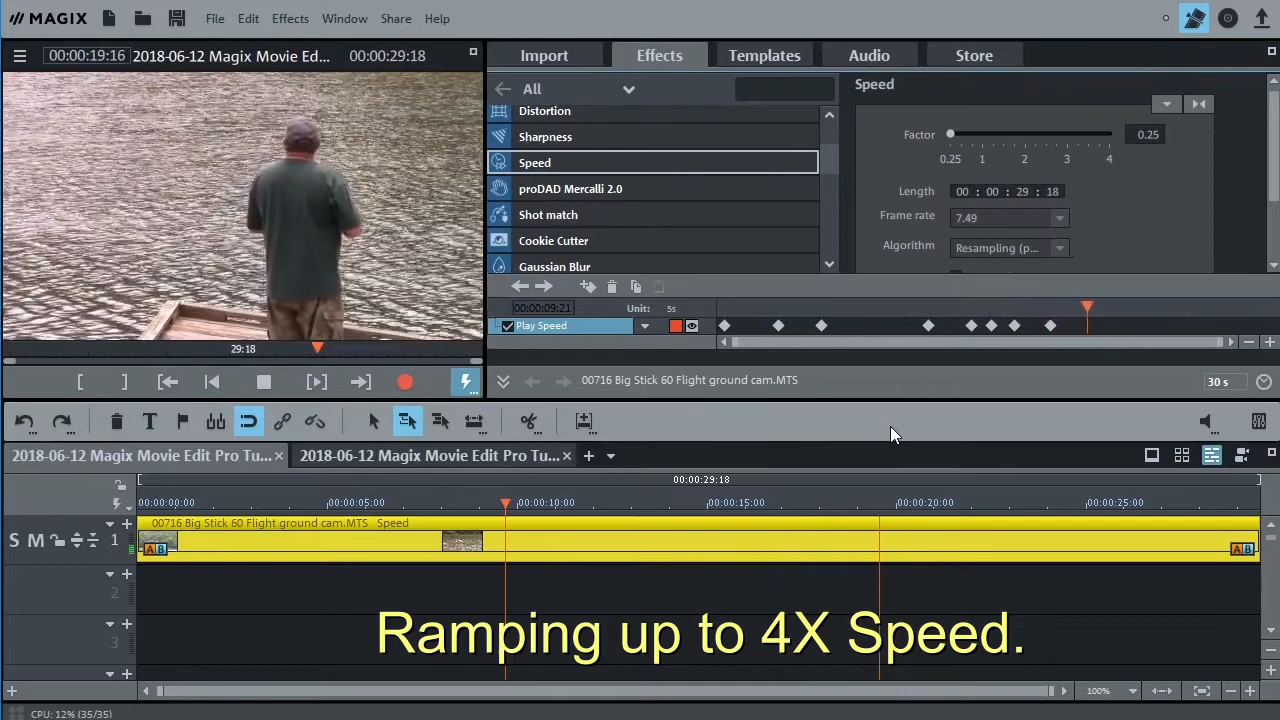 MAGIX File Edit Effects Window Share Help
00:00:19:16 2018-06-12 Magix Movie Ed... 00:00:29:18
Import Effects Templates Audio Store
All
Speed
Distortion
Sharpness
Speed
proDAD Mercalli 2.0
Shot match
Cookie Cutter
Gaussian Blur
Factor 0.25
0.25 1 2 3 4
Length 00 : 00 : 29 : 18
Frame rate 7.49
Algorithm Resampling (p...
00:00:09:21 Unit: 5s
Play Speed
29:18
00716 Big Stick 60 Flight ground cam.MTS 30 s
2018-06-12 Magix Movie Edit Pro Tu... 2018-06-12 Magix Movie Edit Pro Tu...
00:00:29:18
00:00:00:00 00:00:05:00 00:00:10:00 00:00:15:00 00:00:20:00 00:00:25:00
00716 Big Stick 60 Flight ground cam.MTS Speed
S M 1
A B A B
2
3
Ramping up to 4X Speed.
100%
CPU: 12% (35/35)